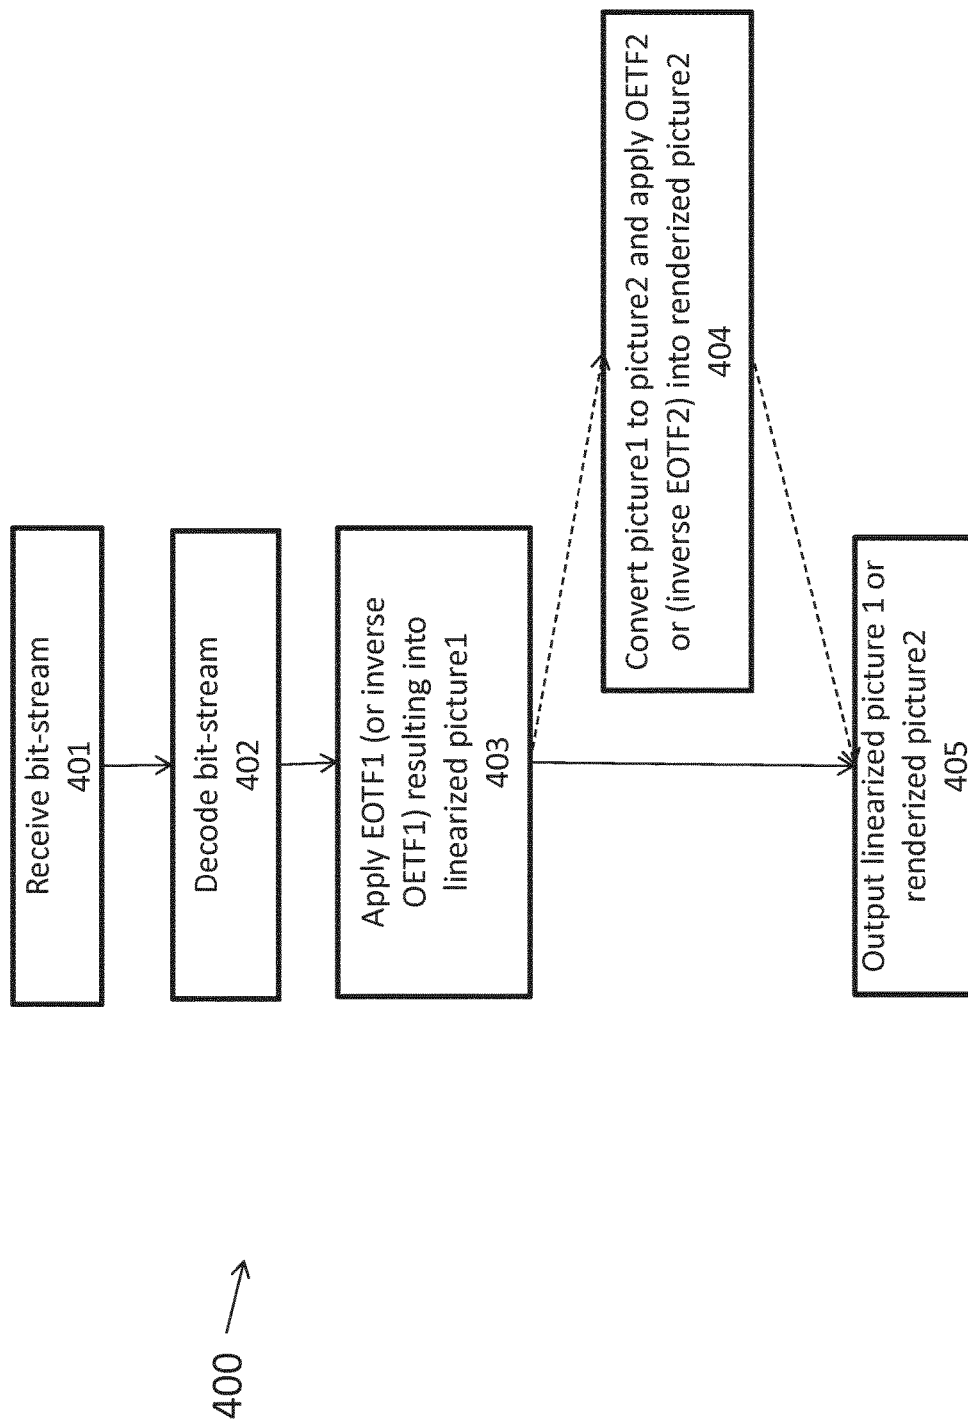 400
Receive bit-stream
401
Decode bit-stream
402
Apply EOTF1 (or inverse
OETF1) resulting into
linearized picture1
403
Convert picture1 to picture2 and apply OETF2
or (inverse EOTF2) into renderized picture2
404
Output linearized picture 1 or
renderized picture2
405